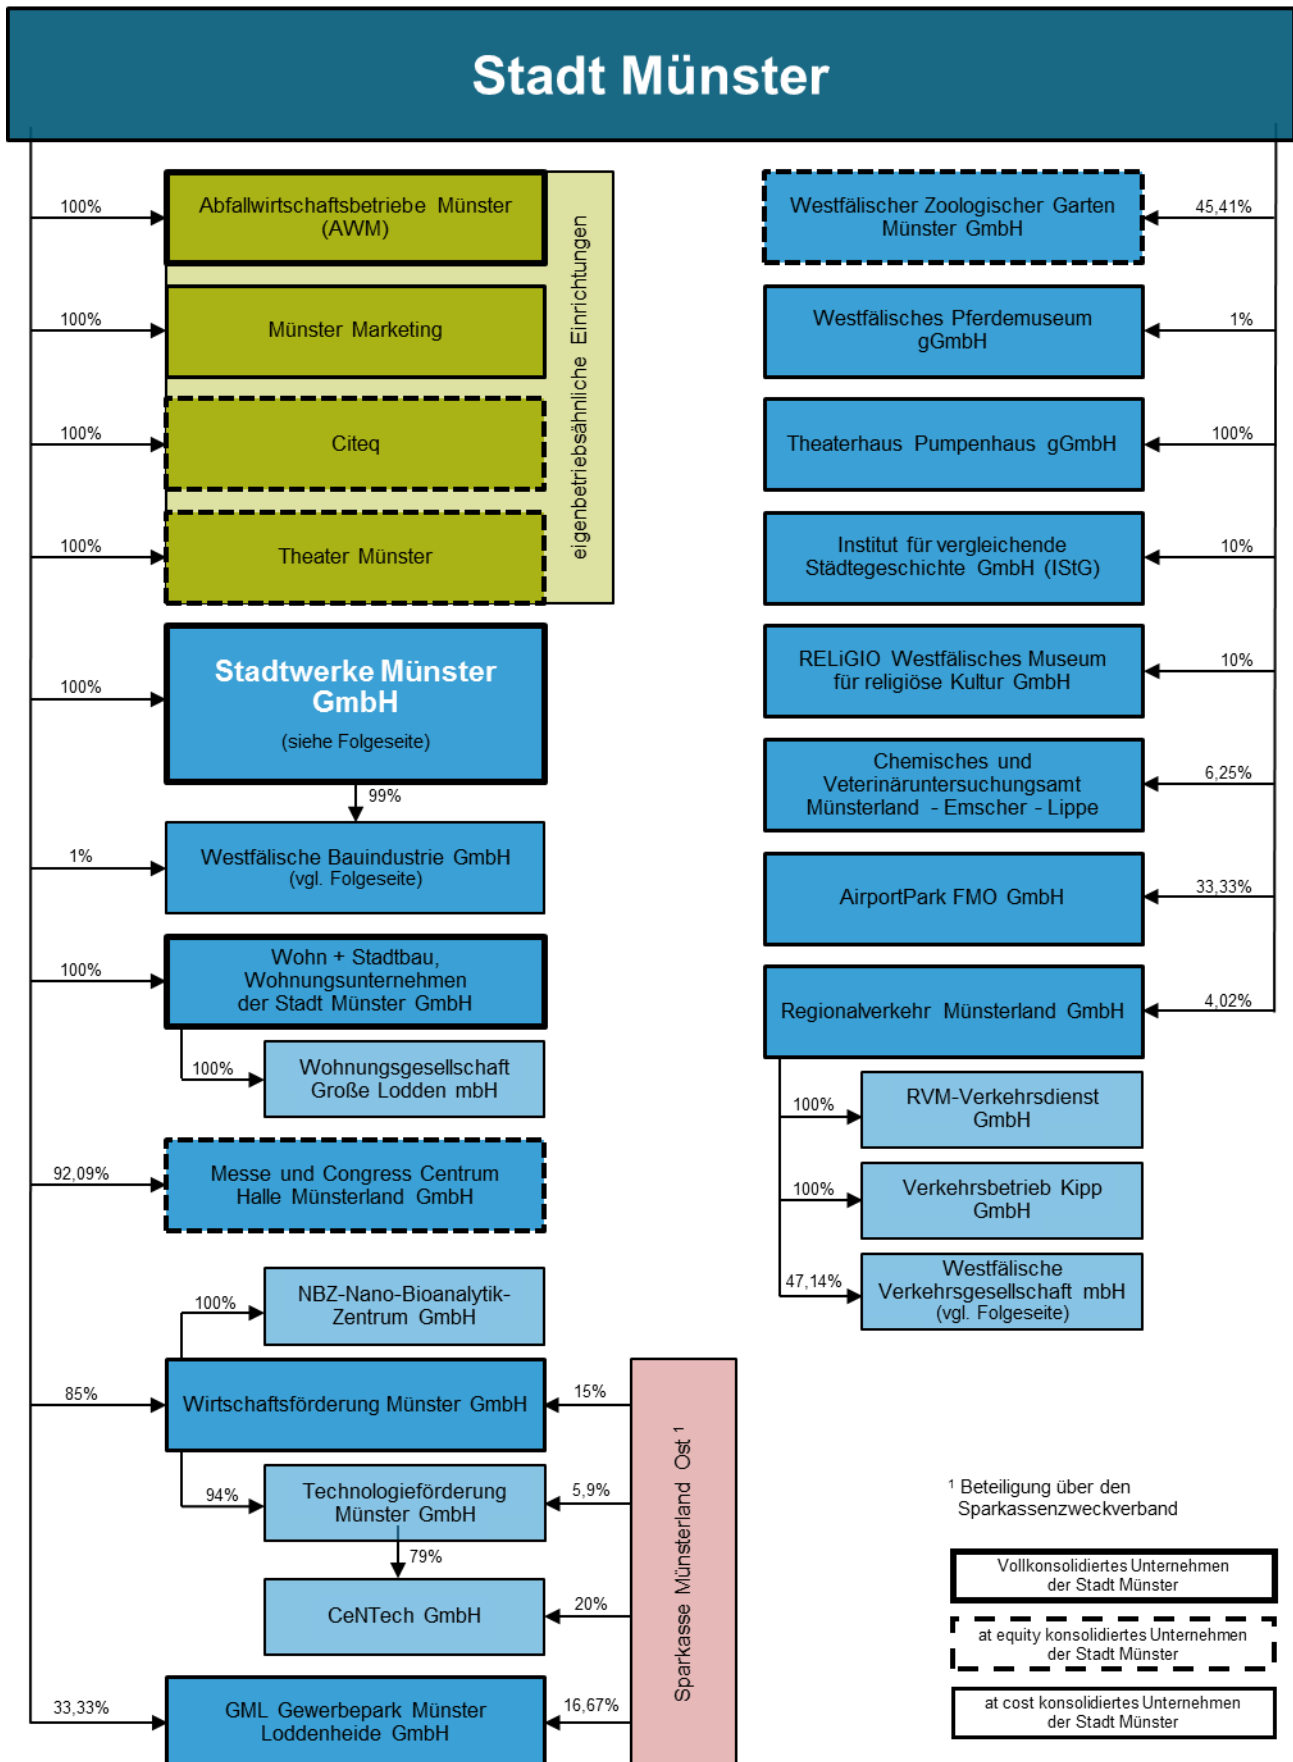 Stadt Münster
100%
Abfallwirtschaftsbetriebe Münster
(AWM)
100%
Münster Marketing
100%
Citeq
100%
Theater Münster
eigenbetriebsähnliche Einrichtungen
100%
Stadtwerke Münster
GmbH
(siehe Folgeseite)
99%
1%
Westfälische Bauindustrie GmbH
(vgl. Folgeseite)
100%
Wohn + Stadtbau,
Wohnungsunternehmen
der Stadt Münster GmbH
100%
Wohnungsgesellschaft
Große Lodden mbH
92,09%
Messe und Congress Centrum
Halle Münsterland GmbH
100%
NBZ-Nano-Bioanalytik-
Zentrum GmbH
85%
Wirtschaftsförderung Münster GmbH
15%
94%
Technologieförderung
Münster GmbH
5,9%
79%
CeNTech GmbH
20%
33,33%
GML Gewerbepark Münster
Loddenheide GmbH
16,67%
Sparkasse Münsterland Ost ¹
Westfälischer Zoologischer Garten
Münster GmbH
45,41%
Westfälisches Pferdemuseum
gGmbH
1%
Theaterhaus Pumpenhaus gGmbH
100%
Institut für vergleichende
Städtegeschichte GmbH (IStG)
10%
RELiGIO Westfälisches Museum
für religiöse Kultur GmbH
10%
Chemisches und
Veterinäruntersuchungsamt
Münsterland - Emscher - Lippe
6,25%
AirportPark FMO GmbH
33,33%
Regionalverkehr Münsterland GmbH
4,02%
100%
RVM-Verkehrsdienst
GmbH
100%
Verkehrsbetrieb Kipp
GmbH
47,14%
Westfälische
Verkehrsgesellschaft mbH
(vgl. Folgeseite)
¹ Beteiligung über den
Sparkassenzweckverband
Vollkonsolidiertes Unternehmen
der Stadt Münster
at equity konsolidiertes Unternehmen
der Stadt Münster
at cost konsolidiertes Unternehmen
der Stadt Münster